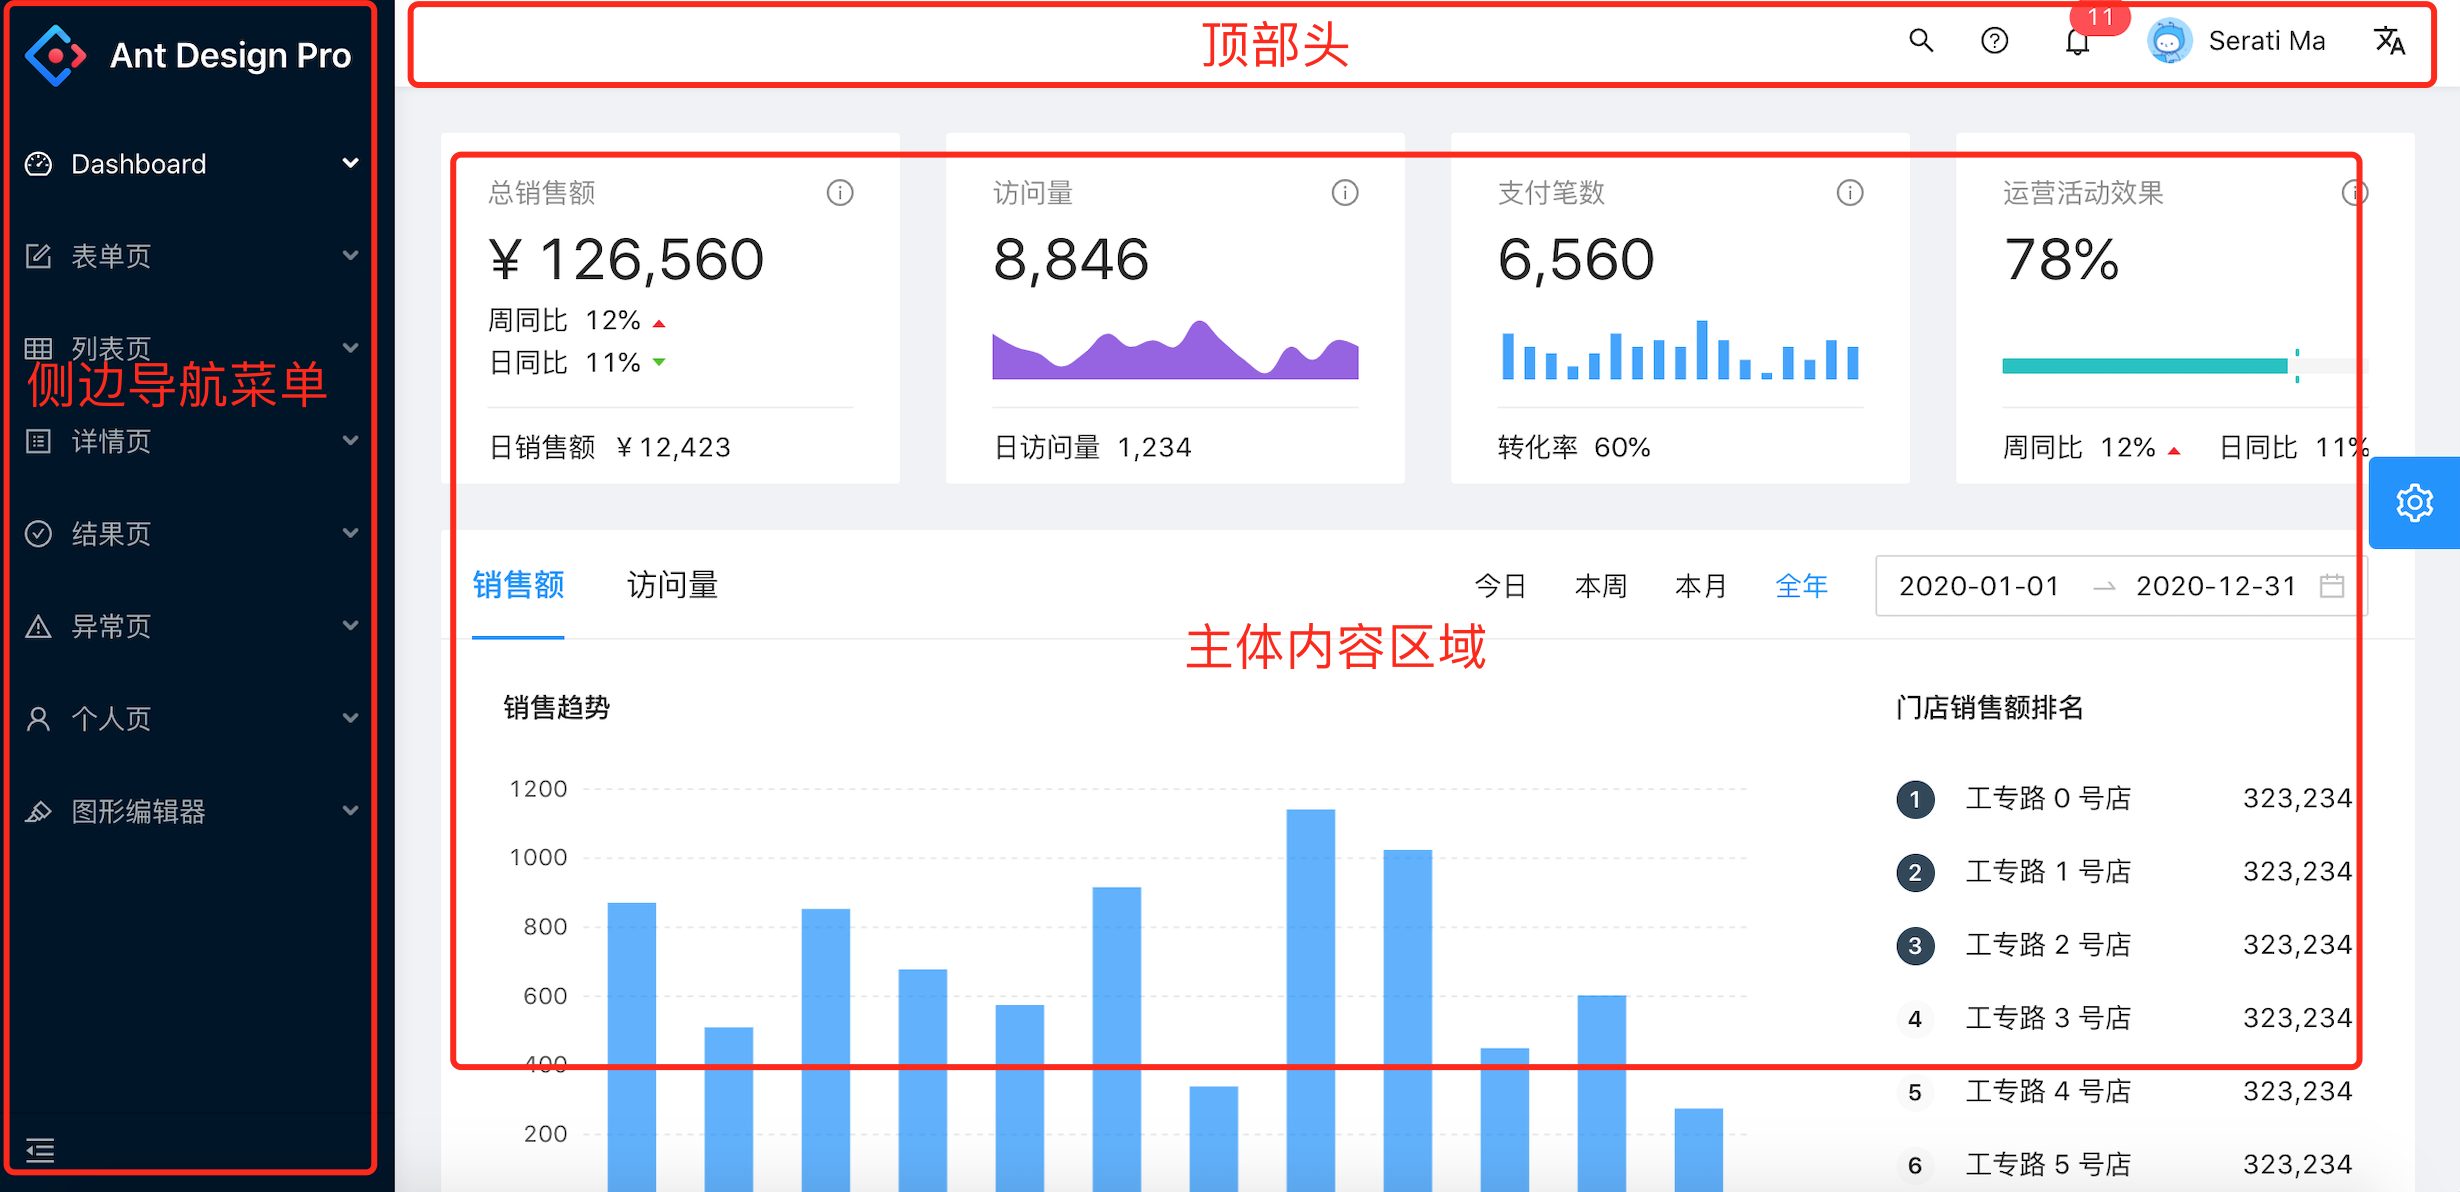 Ant Design Pro
Dashboard
表单页
列表页
侧边导航菜单
详情页
结果页
异常页
个人页
图形编辑器
顶部头
11
Serati Ma
总销售额
¥ 126,560
周同比 12%
日同比 11%
日销售额 ¥ 12,423
访问量
8,846
日访问量 1,234
支付笔数
6,560
转化率 60%
运营活动效果
78%
周同比 12% 日同比 11%
销售额 访问量
今日 本周 本月 全年 2020-01-01 2020-12-31
主体内容区域
销售趋势
1200
1000
800
600
400
200
门店销售额排名
1 工专路 0 号店 323,234
2 工专路 1 号店 323,234
3 工专路 2 号店 323,234
4 工专路 3 号店 323,234
5 工专路 4 号店 323,234
6 工专路 5 号店 323,234